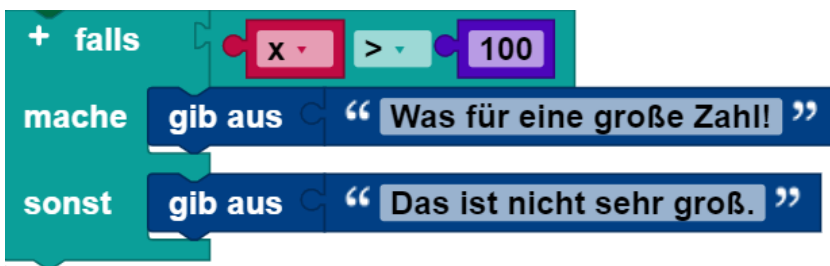 + falls x > 100
mache gib aus “ Was für eine große Zahl! ”
sonst gib aus “ Das ist nicht sehr groß. ”